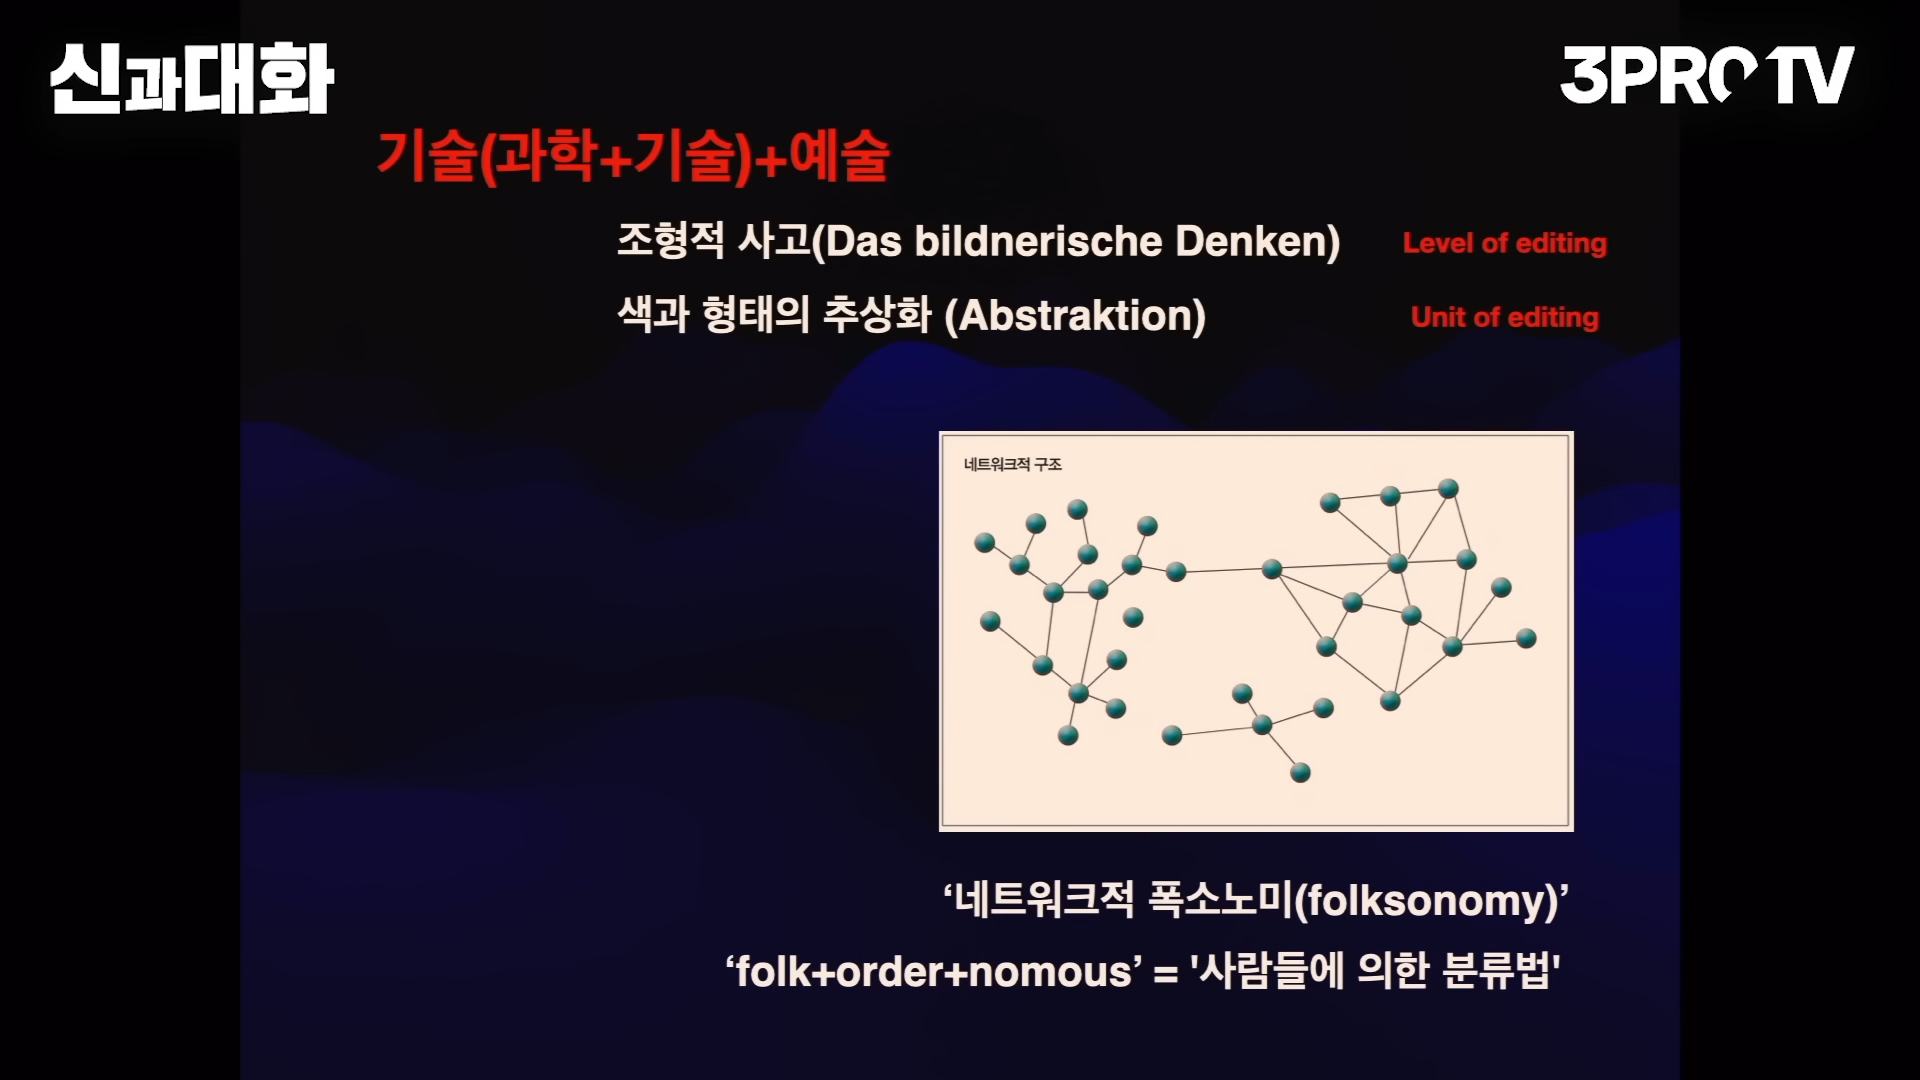 신과대화
3PROTV
기술(과학+기술)+예술
조형적 사고(Das bildnerische Denken)
Level of editing
색과 형태의 추상화 (Abstraktion)
Unit of editing
네트워크적 구조
‘네트워크적 폭소노미(folksonomy)’
‘folk+order+nomous’ = '사람들에 의한 분류법'